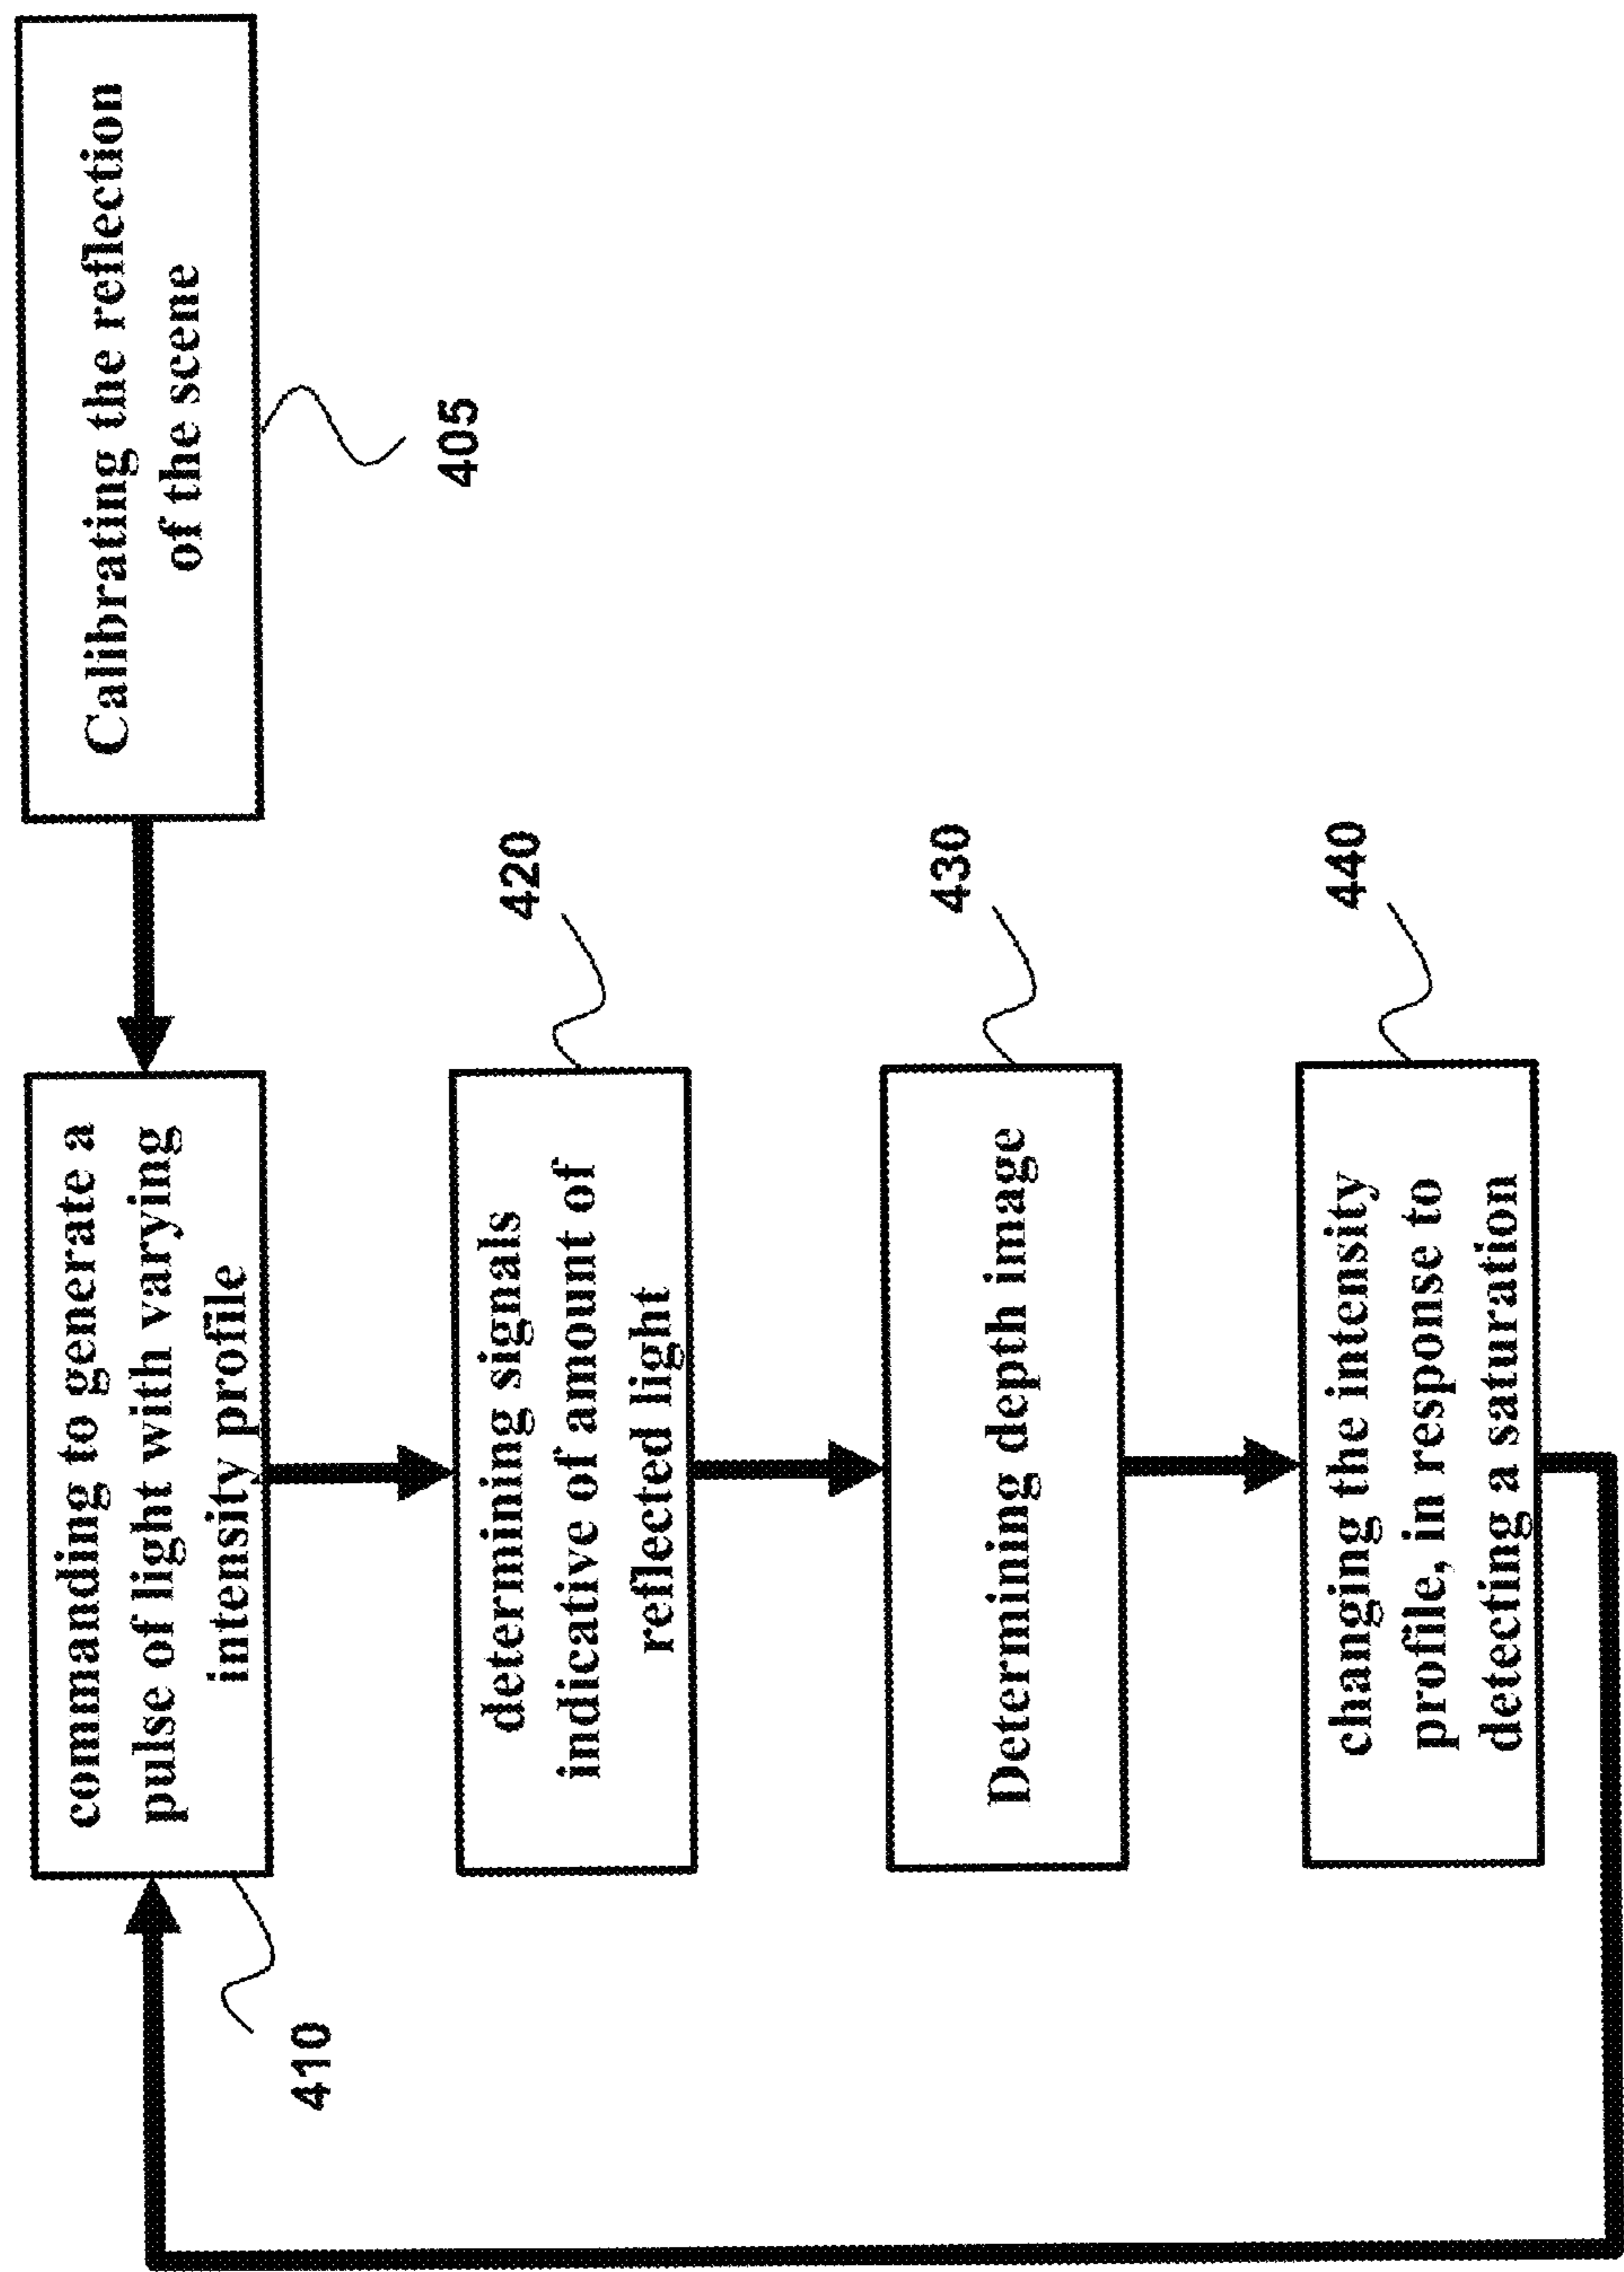 Calibrating the reflection
of the scene
405
commanding to generate a
pulse of light with varying
intensity profile
410
determining signals
indicative of amount of
reflected light
420
Determining depth image
430
changing the intensity
profile, in response to
detecting a saturation
440